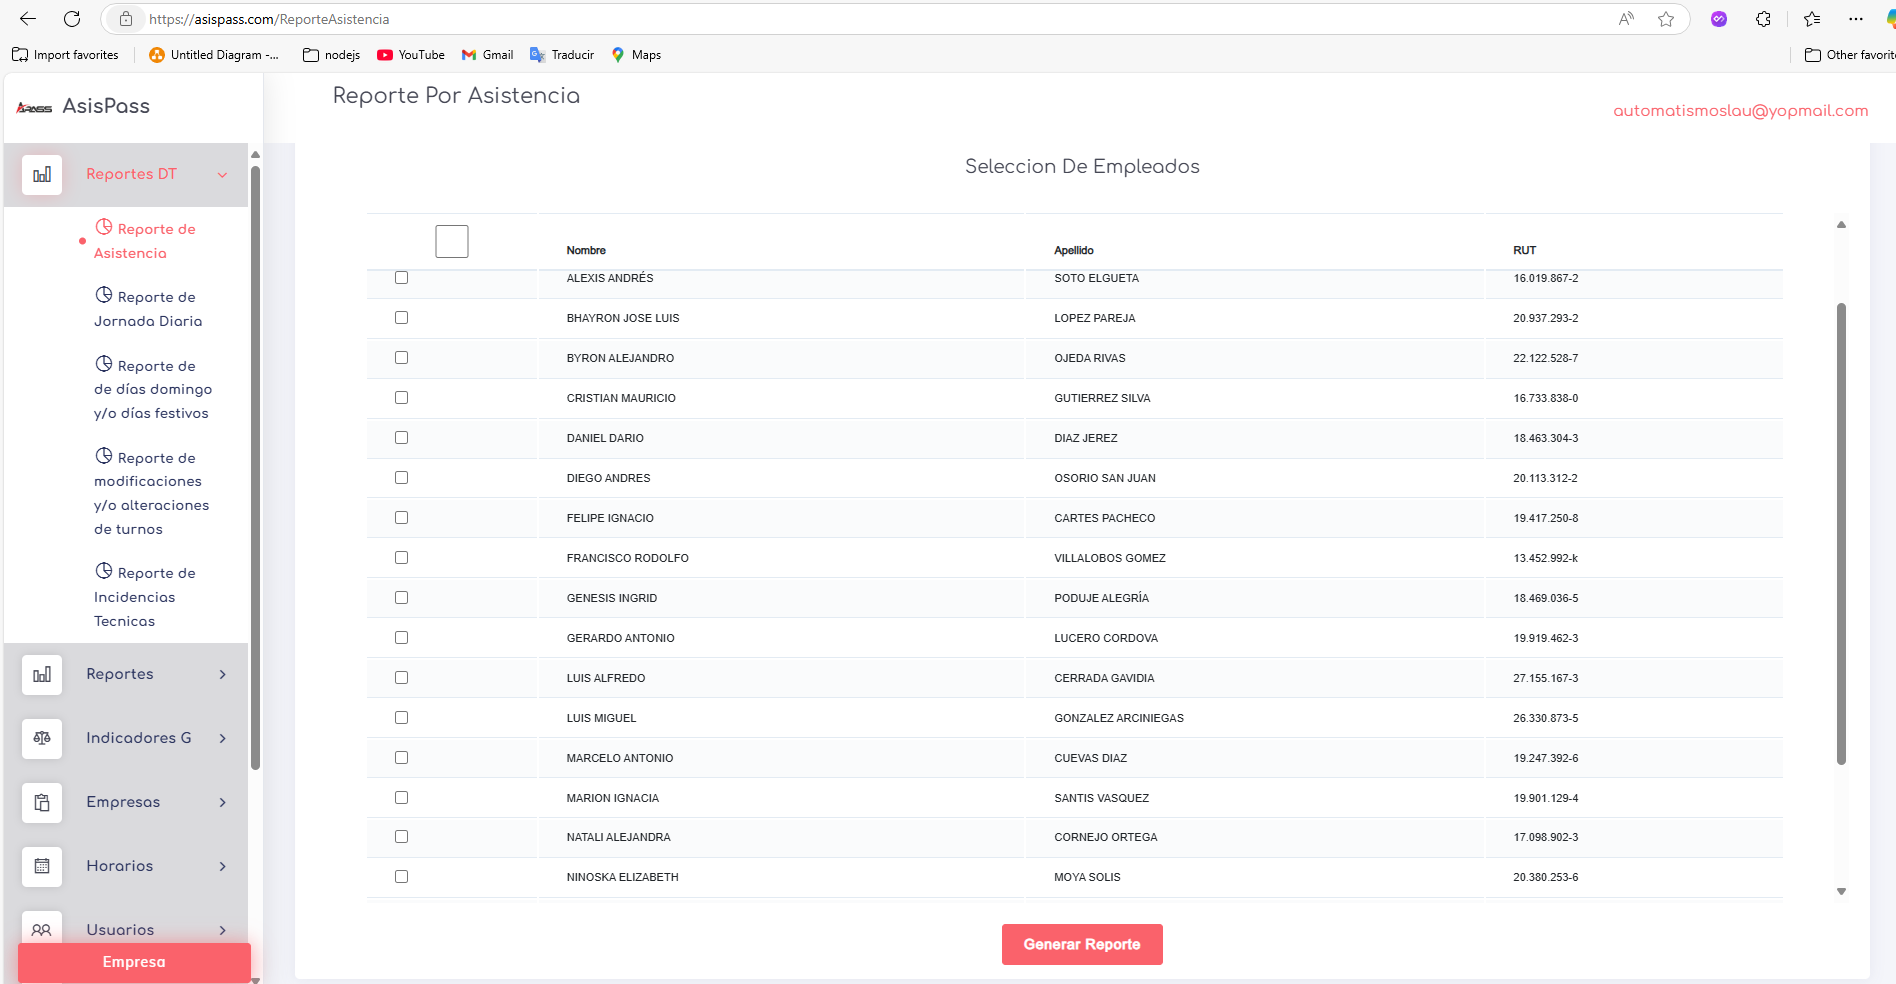 https://asispass.com/ReporteAsistencia
Import favorites
Untitled Diagram -...
nodejs
YouTube
Gmail
Traducir
Maps
Other favorite
AsisPass
Reporte Por Asistencia
automatismoslau@yopmail.com
Reportes DT
Reporte de
Asistencia
Reporte de
Jornada Diaria
Reporte de
de días domingo
y/o días festivos
Reporte de
modificaciones
y/o alteraciones
de turnos
Reporte de
Incidencias
Tecnicas
Reportes
Indicadores G
Empresas
Horarios
Usuarios
Empresa
Seleccion De Empleados
Nombre Apellido RUT
ALEXIS ANDRÉS SOTO ELGUETA 16.019.867-2
BHAYRON JOSE LUIS LOPEZ PAREJA 20.937.293-2
BYRON ALEJANDRO OJEDA RIVAS 22.122.528-7
CRISTIAN MAURICIO GUTIERREZ SILVA 16.733.838-0
DANIEL DARIO DIAZ JEREZ 18.463.304-3
DIEGO ANDRES OSORIO SAN JUAN 20.113.312-2
FELIPE IGNACIO CARTES PACHECO 19.417.250-8
FRANCISCO RODOLFO VILLALOBOS GOMEZ 13.452.992-k
GENESIS INGRID PODUJE ALEGRÍA 18.469.036-5
GERARDO ANTONIO LUCERO CORDOVA 19.919.462-3
LUIS ALFREDO CERRADA GAVIDIA 27.155.167-3
LUIS MIGUEL GONZALEZ ARCINIEGAS 26.330.873-5
MARCELO ANTONIO CUEVAS DIAZ 19.247.392-6
MARION IGNACIA SANTIS VASQUEZ 19.901.129-4
NATALI ALEJANDRA CORNEJO ORTEGA 17.098.902-3
NINOSKA ELIZABETH MOYA SOLIS 20.380.253-6
Generar Reporte